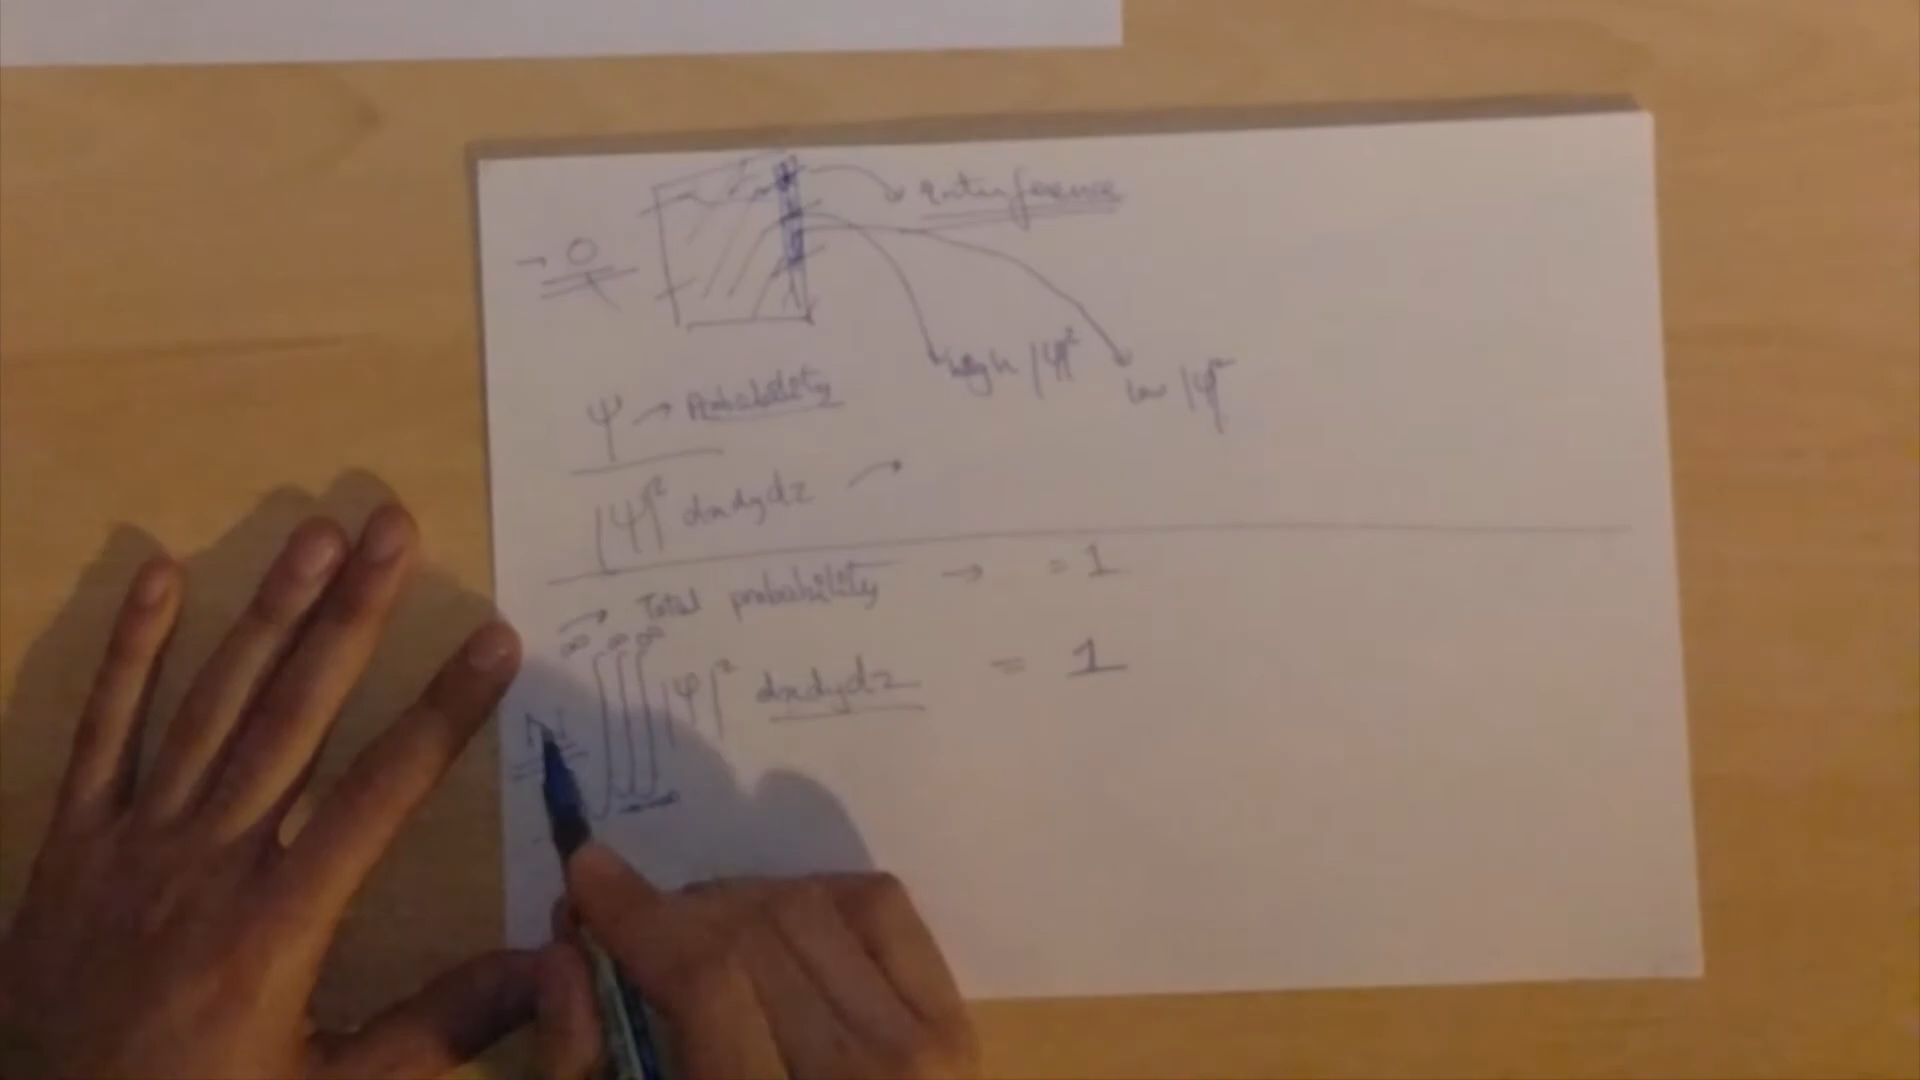 Interference
high |ψ|²
low |ψ|²
ψ → Probability
|ψ|² dxdydz →
→ Total probability → = 1
∞ ∞ ∞
∫∫∫ |ψ|² dxdydz = 1
N